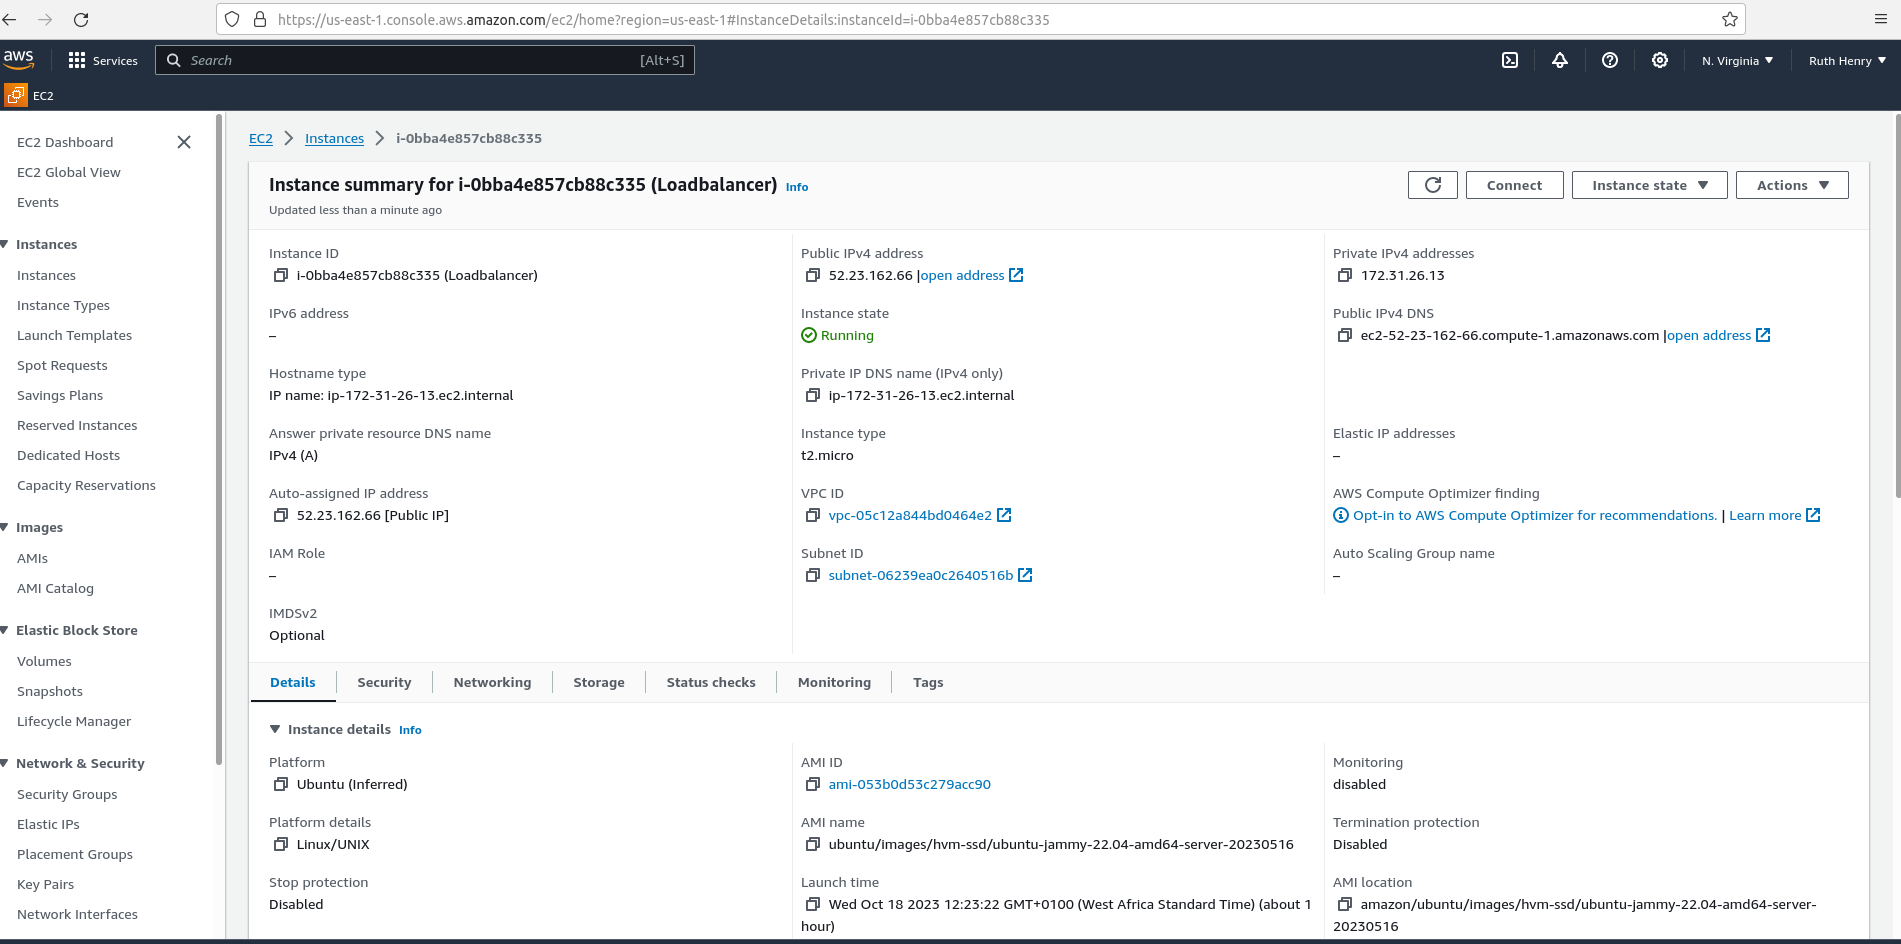 https://us-east-1.console.aws.amazon.com/ec2/home?region=us-east-1#InstanceDetails:instanceId=i-0bba4e857cb88c335
aws
Services
Search
[Alt+S]
N. Virginia
Ruth Henry
EC2
EC2 Dashboard
EC2 Global View
Events
Instances
Instances
Instance Types
Launch Templates
Spot Requests
Savings Plans
Reserved Instances
Dedicated Hosts
Capacity Reservations
Images
AMIs
AMI Catalog
Elastic Block Store
Volumes
Snapshots
Lifecycle Manager
Network & Security
Security Groups
Elastic IPs
Placement Groups
Key Pairs
Network Interfaces
EC2 Instances i-0bba4e857cb88c335
Instance summary for i-0bba4e857cb88c335 (Loadbalancer) Info
Updated less than a minute ago
Connect
Instance state
Actions
Instance ID
i-0bba4e857cb88c335 (Loadbalancer)
Public IPv4 address
52.23.162.66 |open address
Private IPv4 addresses
172.31.26.13
IPv6 address
–
Instance state
Running
Public IPv4 DNS
ec2-52-23-162-66.compute-1.amazonaws.com |open address
Hostname type
IP name: ip-172-31-26-13.ec2.internal
Private IP DNS name (IPv4 only)
ip-172-31-26-13.ec2.internal
Answer private resource DNS name
IPv4 (A)
Instance type
t2.micro
Elastic IP addresses
–
Auto-assigned IP address
52.23.162.66 [Public IP]
VPC ID
vpc-05c12a844bd0464e2
AWS Compute Optimizer finding
Opt-in to AWS Compute Optimizer for recommendations. | Learn more
IAM Role
–
Subnet ID
subnet-06239ea0c2640516b
Auto Scaling Group name
–
IMDSv2
Optional
Details
Security
Networking
Storage
Status checks
Monitoring
Tags
Instance details Info
Platform
Ubuntu (Inferred)
AMI ID
ami-053b0d53c279acc90
Monitoring
disabled
Platform details
Linux/UNIX
AMI name
ubuntu/images/hvm-ssd/ubuntu-jammy-22.04-amd64-server-20230516
Termination protection
Disabled
Stop protection
Disabled
Launch time
Wed Oct 18 2023 12:23:22 GMT+0100 (West Africa Standard Time) (about 1
hour)
AMI location
amazon/ubuntu/images/hvm-ssd/ubuntu-jammy-22.04-amd64-server-
20230516